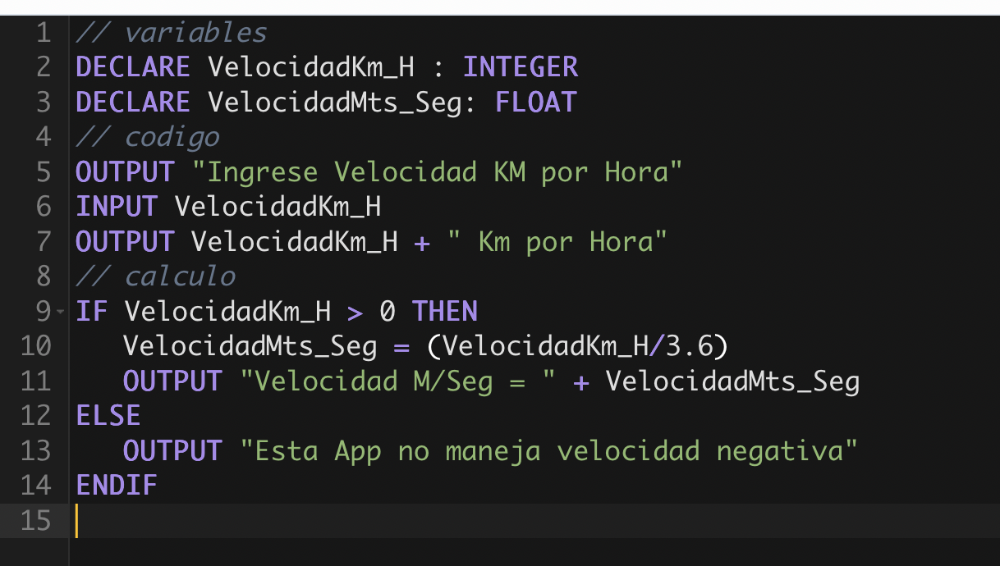 1 // variables
2 DECLARE VelocidadKm_H : INTEGER
3 DECLARE VelocidadMts_Seg: FLOAT
4 // codigo
5 OUTPUT "Ingrese Velocidad KM por Hora"
6 INPUT VelocidadKm_H
7 OUTPUT VelocidadKm_H + " Km por Hora"
8 // calculo
9 IF VelocidadKm_H > 0 THEN
10    VelocidadMts_Seg = (VelocidadKm_H/3.6)
11    OUTPUT "Velocidad M/Seg = " + VelocidadMts_Seg
12 ELSE
13    OUTPUT "Esta App no maneja velocidad negativa"
14 ENDIF
15